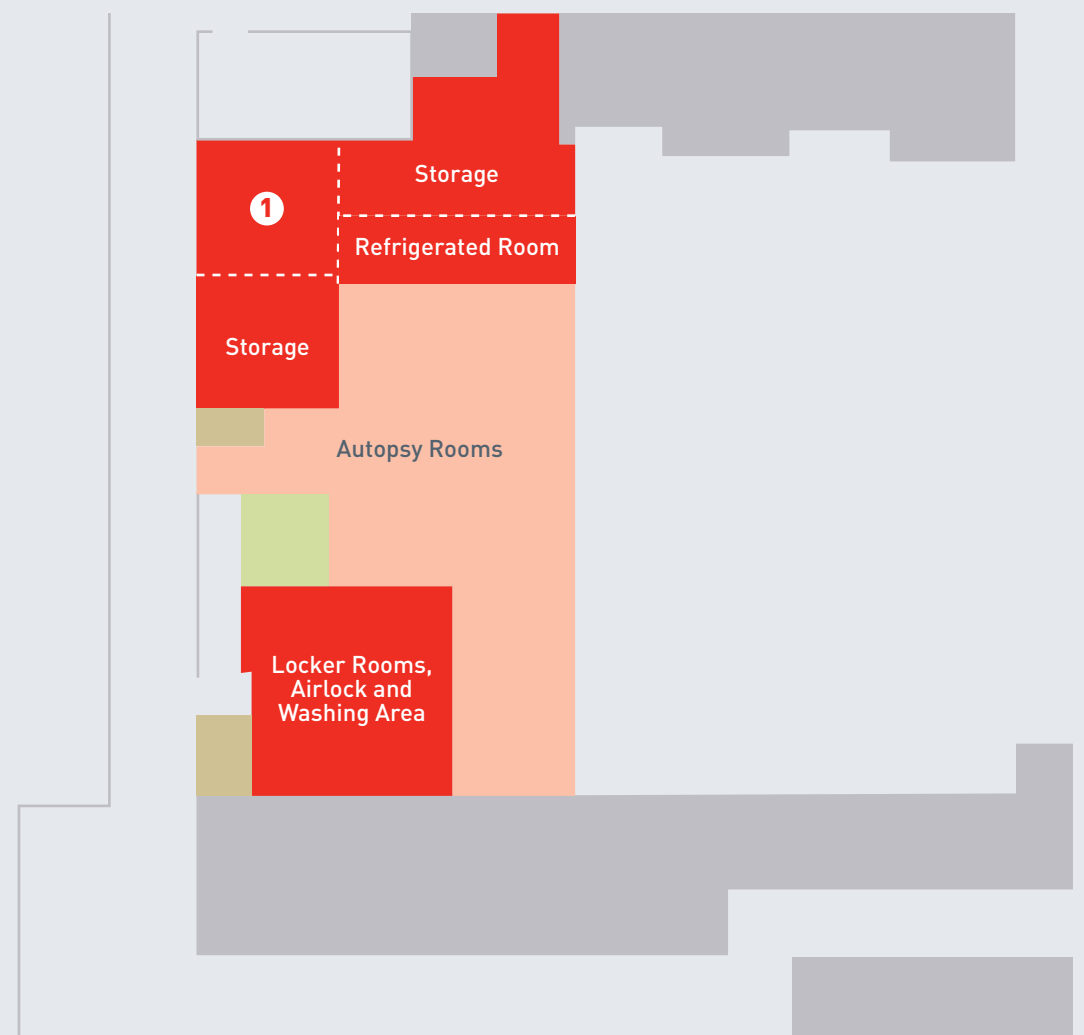 Storage
1
Refrigerated Room
Storage
Autopsy Rooms
Locker Rooms,
Airlock and
Washing Area